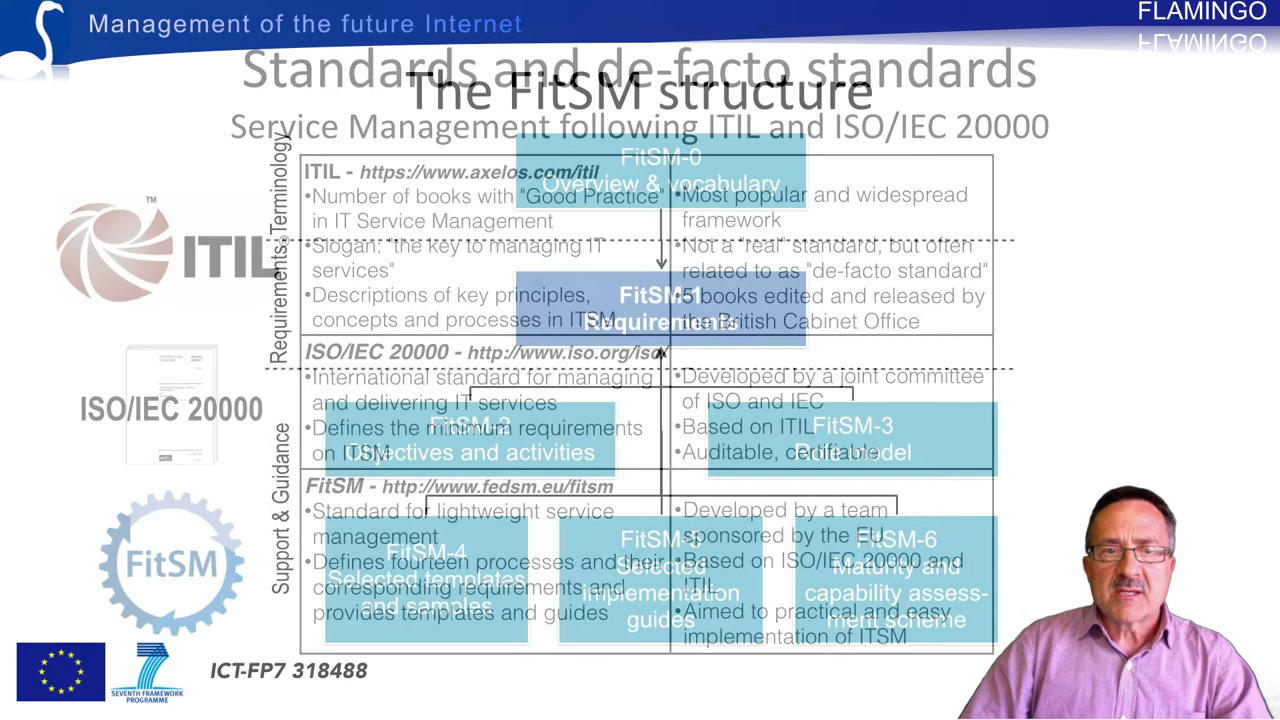 Management of the future Internet
FLAMINGO
Standards and de-facto standards
The FitSM structure
Service Management following ITIL and ISO/IEC 20000
FitSM-0
Overview & vocabulary
FitSM-1
Requirements
FitSM-2
Objectives and activities
FitSM-3
Role model
FitSM-4
Selected templates
and samples
Selected
implementation
guides
FitSM-6
Maturity and
capability assess-
ment scheme
Terminology
Requirements
Support & Guidance
TM
ITIL
ITIL - https://www.axelos.com/itil
•Number of books with "Good Practice"
in IT Service Management
•Slogan: "the key to managing IT
services"
•Descriptions of key principles,
concepts and processes in ITSM
•Most popular and widespread
framework
•Not a "real" standard, but often
related to as "de-facto standard"
•5 books edited and released by
the British Cabinet Office
ISO/IEC 20000
ISO/IEC 20000 - http://www.iso.org/iso/
•International standard for managing
and delivering IT services
•Defines the minimum requirements
on ITSM
•Developed by a joint committee
of ISO and IEC
•Based on ITIL
•Auditable, certifiable
FitSM
FitSM - http://www.fedsm.eu/fitsm
•Standard for lightweight service
management
•Defines fourteen processes and their
corresponding requirements and
provides templates and guides
•Developed by a team
sponsored by the EU
•Based on ISO/IEC 20000 and
ITIL
•Aimed to practical and easy
implementation of ITSM
SEVENTH FRAMEWORK
PROGRAMME
ICT-FP7 318488